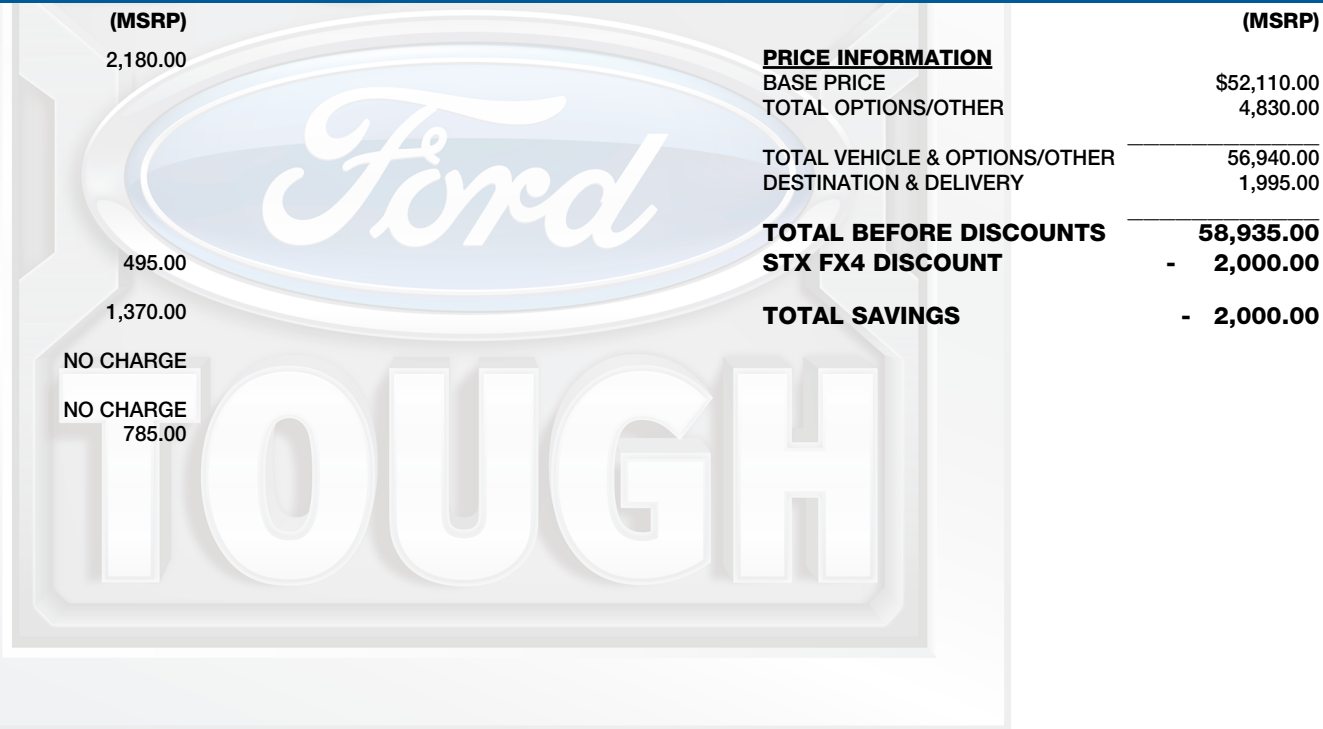 (MSRP)
2,180.00
495.00
1,370.00
NO CHARGE
NO CHARGE
785.00
(MSRP)
PRICE INFORMATION
BASE PRICE $52,110.00
TOTAL OPTIONS/OTHER 4,830.00
TOTAL VEHICLE & OPTIONS/OTHER 56,940.00
DESTINATION & DELIVERY 1,995.00
TOTAL BEFORE DISCOUNTS 58,935.00
STX FX4 DISCOUNT - 2,000.00
TOTAL SAVINGS - 2,000.00
Ford
TOUGH